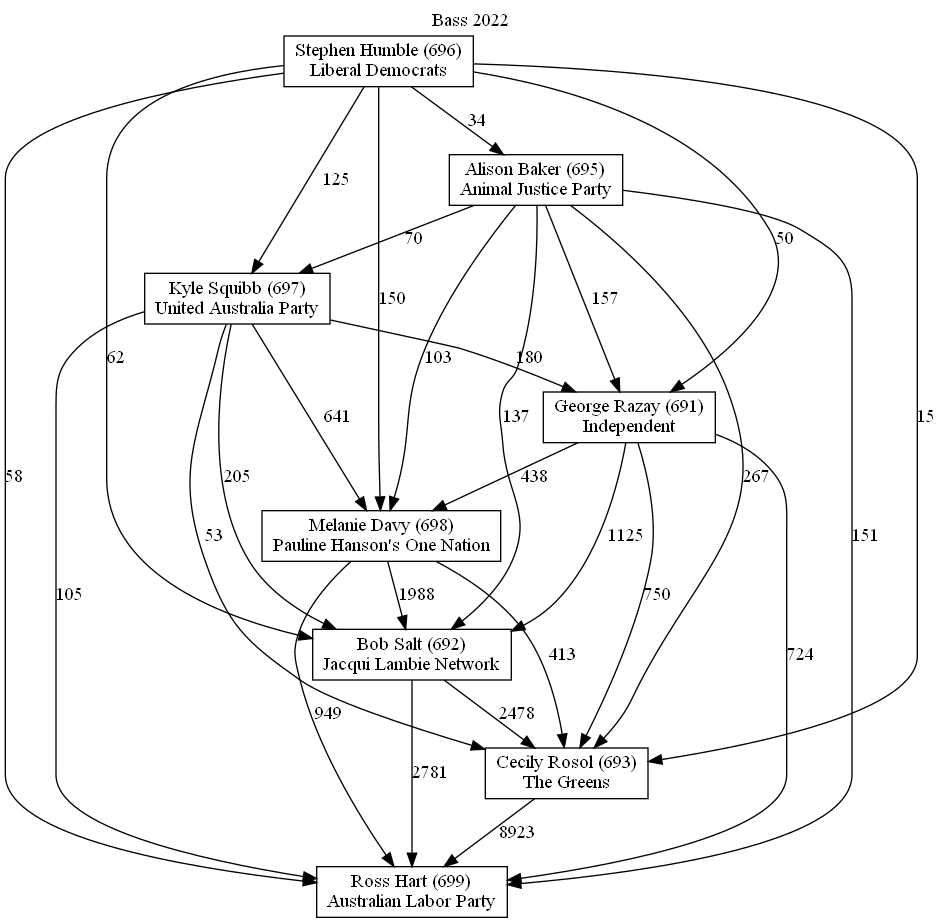 Bass 2022
Stephen Humble (696)
Liberal Democrats
34
Alison Baker (695)
Animal Justice Party
125
70
50
Kyle Squibb (697)
United Australia Party
150
157
62
103
180
George Razay (691)
Independent
641
137
15
58
205
438
267
Melanie Davy (698)
Pauline Hanson's One Nation
53
1125
151
105
1988
750
Bob Salt (692)
Jacqui Lambie Network
413
724
949
2478
Cecily Rosol (693)
The Greens
2781
8923
Ross Hart (699)
Australian Labor Party